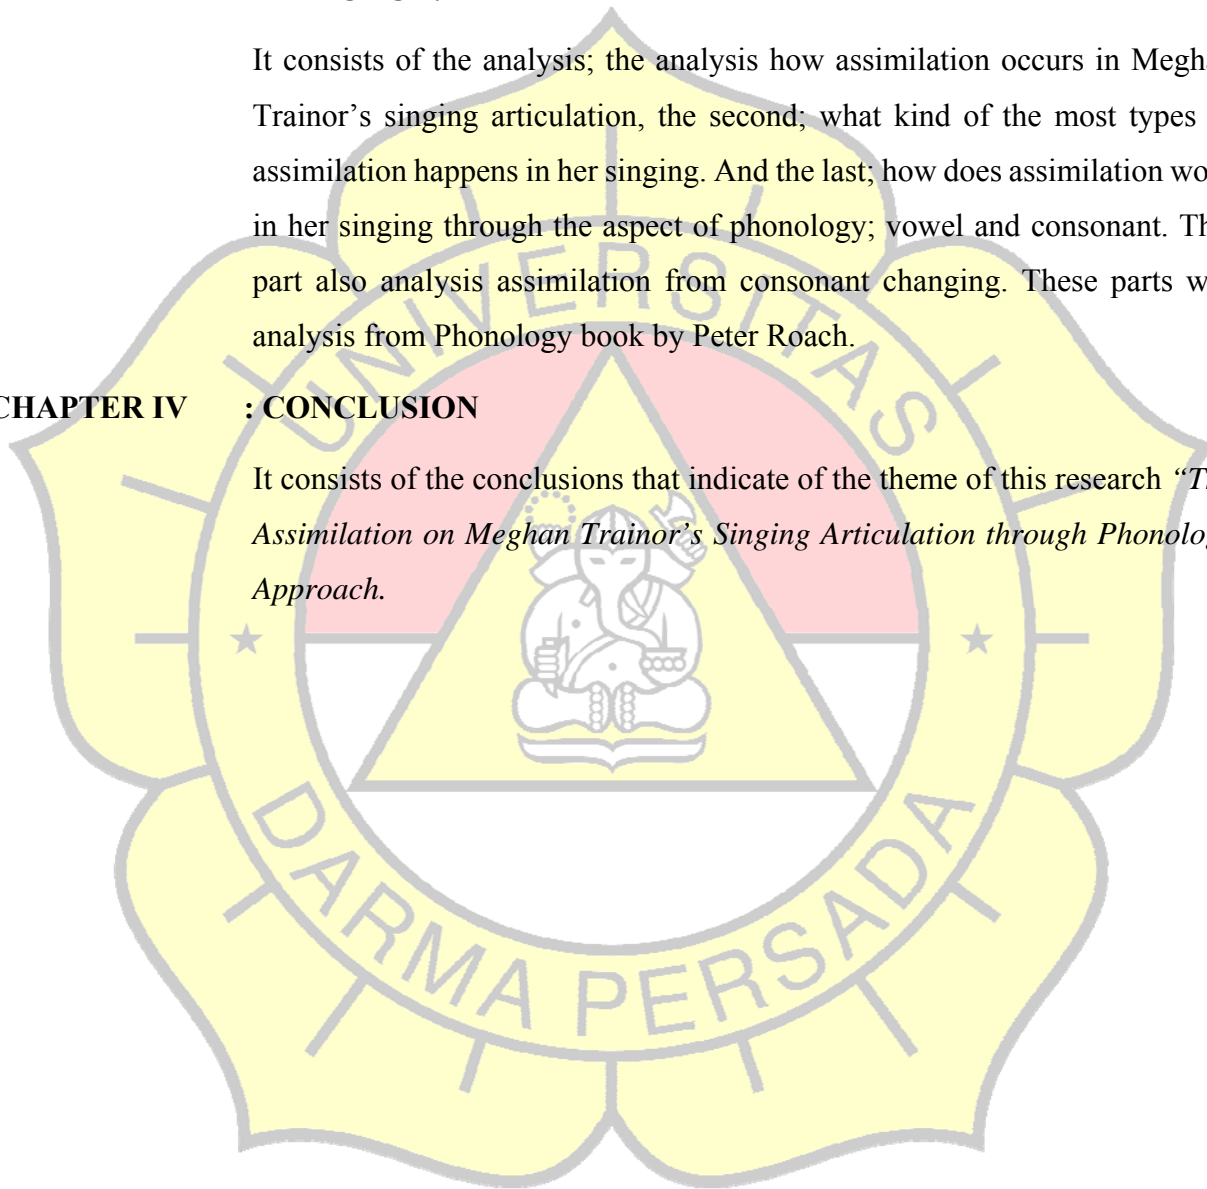 It consists of the analysis; the analysis how assimilation occurs in Megha
Trainor’s singing articulation, the second; what kind of the most types
assimilation happens in her singing. And the last; how does assimilation wo
in her singing through the aspect of phonology; vowel and consonant. Th
part also analysis assimilation from consonant changing. These parts w
analysis from Phonology book by Peter Roach.
CHAPTER IV : CONCLUSION
It consists of the conclusions that indicate of the theme of this research “T
Assimilation on Meghan Trainor’s Singing Articulation through Phonolog
Approach.
UNIVERSITAS
DARMA PERSADA